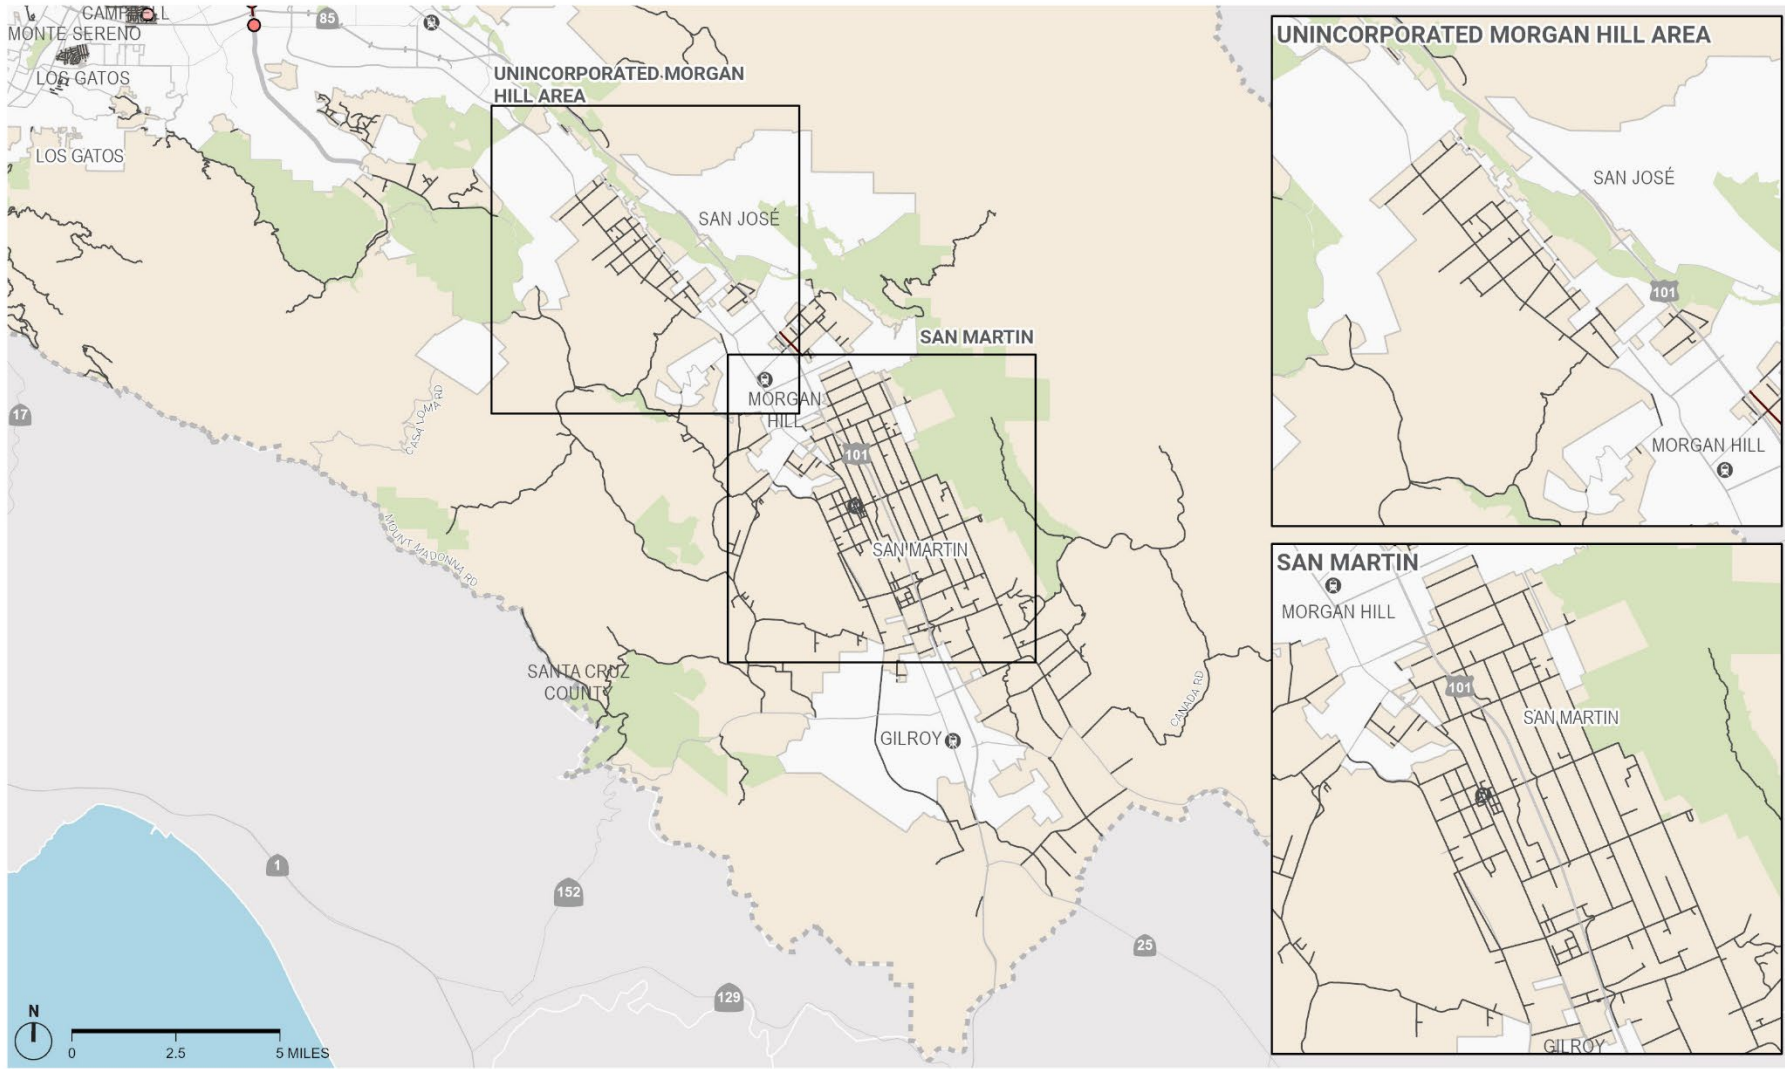 CAMPBELL
85
MONTE SERENO
LOS GATOS
UNINCORPORATED MORGAN
HILL AREA
LOS GATOS
SAN JOSÉ
SAN MARTIN
17
CASA LOMA RD
MORGAN
HILL
101
MOUNT MADONNA RD
SAN MARTIN
SANTA CRUZ
COUNTY
CANADA RD
GILROY
1
152
25
129
N
0
2.5
5 MILES
UNINCORPORATED MORGAN HILL AREA
SAN JOSÉ
101
MORGAN HILL
SAN MARTIN
MORGAN HILL
101
SAN MARTIN
GILROY